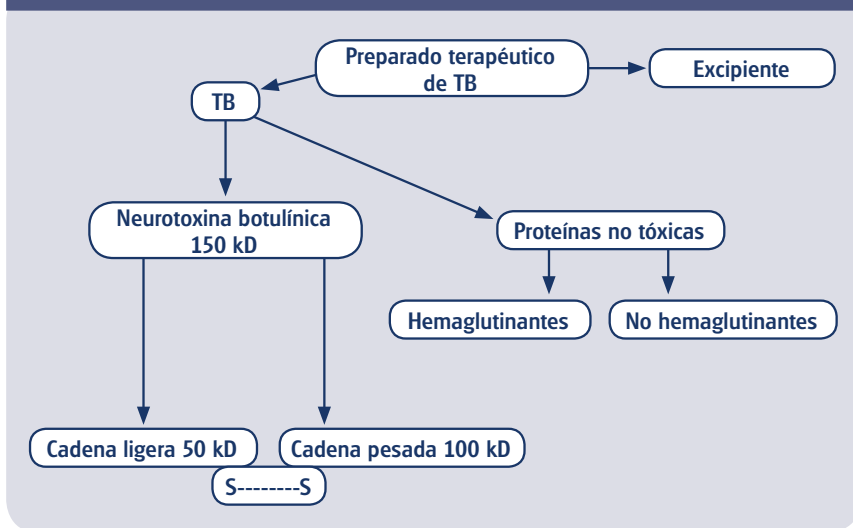 Preparado terapéutico
de TB
Excipiente
TB
Neurotoxina botulínica
150 kD
Proteínas no tóxicas
Hemaglutinantes
No hemaglutinantes
Cadena ligera 50 kD
Cadena pesada 100 kD
S--------S